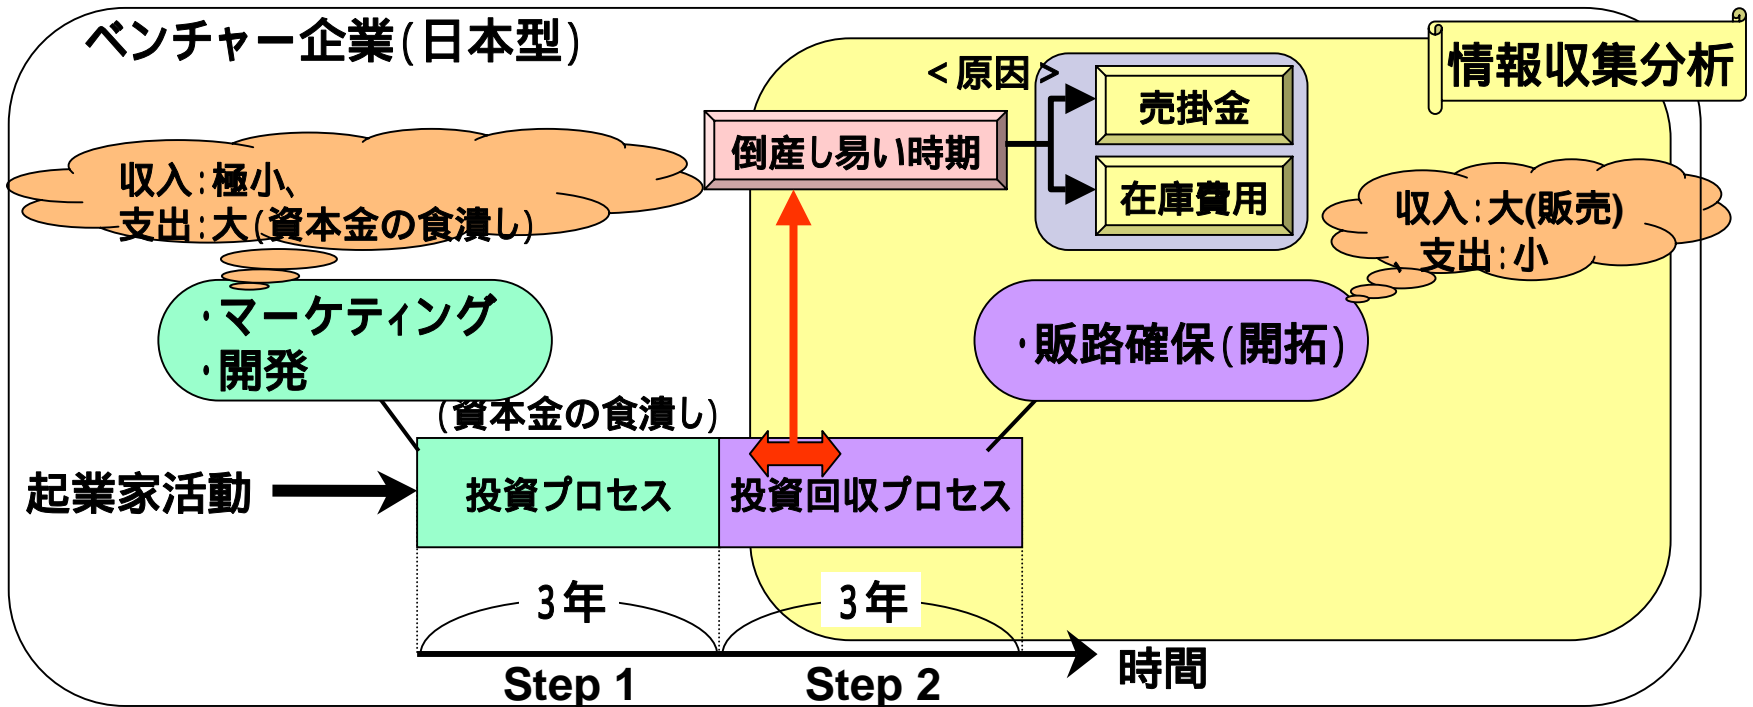 ベンチャー企業(日本型)
情報収集分析
<原因>
売掛金
倒産し易い時期
在庫費用
収入:極小、
支出:大(資本金の食潰し)
収入:大(販売)
、支出:小
・マーケティング
・開発
・販路確保(開拓)
(資本金の食潰し)
起業家活動
投資プロセス
投資回収プロセス
3年
3年
時間
Step 1
Step 2